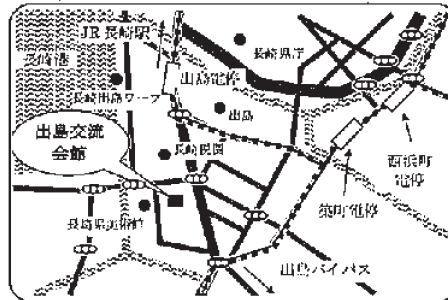 JR 長崎駅
長崎港
長崎県庁
出島電停
長崎出島ワーフ
出島
出島交流
会館
長崎税関
西浜町
電停
築町電停
長崎県美術館
出島バイパス